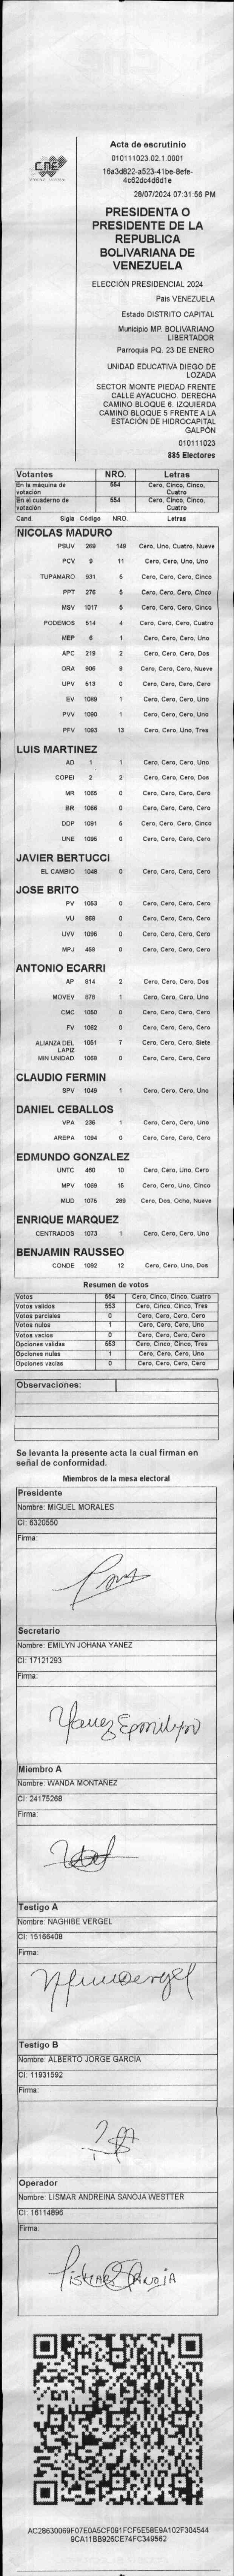 CNE
Acta de escrutinio
010111023.02.1.0001
16a3d822-a523-41be-8efe-
4c62dc4d6d1e
28/07/2024 07:31:56 PM
PRESIDENTA O
PRESIDENTE DE LA
REPUBLICA
BOLIVARIANA DE
VENEZUELA
ELECCIÓN PRESIDENCIAL 2024
Pais VENEZUELA
Estado DISTRITO CAPITAL
Municipio MP. BOLIVARIANO
LIBERTADOR
Parroquia PQ. 23 DE ENERO
UNIDAD EDUCATIVA DIEGO DE
LOZADA
SECTOR MONTE PIEDAD FRENTE
CALLE AYACUCHO. DERECHA
CAMINO BLOQUE 6. IZQUIERDA
CAMINO BLOQUE 5 FRENTE A LA
ESTACIÓN DE HIDROCAPITAL
GALPÓN
010111023
885 Electores
Votantes NRO. Letras
En la máquina de votación 554 Cero, Cinco, Cinco, Cuatro
En el cuaderno de votación 554 Cero, Cinco, Cinco, Cuatro
Cand. Sigla Código NRO. Letras
NICOLAS MADURO
PSUV 269 149 Cero, Uno, Cuatro, Nueve
PCV 9 11 Cero, Cero, Uno, Uno
TUPAMARO 931 5 Cero, Cero, Cero, Cinco
PPT 276 5 Cero, Cero, Cero, Cinco
MSV 1017 5 Cero, Cero, Cero, Cinco
PODEMOS 514 4 Cero, Cero, Cero, Cuatro
MEP 6 1 Cero, Cero, Cero, Uno
APC 219 2 Cero, Cero, Cero, Dos
ORA 906 9 Cero, Cero, Cero, Nueve
UPV 513 0 Cero, Cero, Cero, Cero
EV 1089 1 Cero, Cero, Cero, Uno
PVV 1090 1 Cero, Cero, Cero, Uno
PFV 1093 13 Cero, Cero, Uno, Tres
LUIS MARTINEZ
AD 1 1 Cero, Cero, Cero, Uno
COPEI 2 2 Cero, Cero, Cero, Dos
MR 1065 0 Cero, Cero, Cero, Cero
BR 1066 0 Cero, Cero, Cero, Cero
DDP 1091 5 Cero, Cero, Cero, Cinco
UNE 1095 0 Cero, Cero, Cero, Cero
JAVIER BERTUCCI
EL CAMBIO 1048 0 Cero, Cero, Cero, Cero
JOSE BRITO
PV 1053 0 Cero, Cero, Cero, Cero
VU 868 0 Cero, Cero, Cero, Cero
UVV 1096 0 Cero, Cero, Cero, Cero
MPJ 459 0 Cero, Cero, Cero, Cero
ANTONIO ECARRI
AP 914 2 Cero, Cero, Cero, Dos
MOVEV 978 1 Cero, Cero, Cero, Uno
CMC 1050 0 Cero, Cero, Cero, Cero
FV 1062 0 Cero, Cero, Cero, Cero
ALIANZA DEL LAPIZ 1051 7 Cero, Cero, Cero, Siete
MIN UNIDAD 1068 0 Cero, Cero, Cero, Cero
CLAUDIO FERMIN
SPV 1049 1 Cero, Cero, Cero, Uno
DANIEL CEBALLOS
VPA 236 1 Cero, Cero, Cero, Uno
AREPA 1094 0 Cero, Cero, Cero, Cero
EDMUNDO GONZALEZ
UNTC 460 10 Cero, Cero, Uno, Cero
MPV 1069 15 Cero, Cero, Uno, Cinco
MUD 1075 289 Cero, Dos, Ocho, Nueve
ENRIQUE MARQUEZ
CENTRADOS 1073 1 Cero, Cero, Cero, Uno
BENJAMIN RAUSSEO
CONDE 1092 12 Cero, Cero, Uno, Dos
Resumen de votos
Votos 554 Cero, Cinco, Cinco, Cuatro
Votos validos 553 Cero, Cinco, Cinco, Tres
Votos parciales 0 Cero, Cero, Cero, Cero
Votos nulos 1 Cero, Cero, Cero, Uno
Votos vacios 0 Cero, Cero, Cero, Cero
Opciones validas 553 Cero, Cinco, Cinco, Tres
Opciones nulas 1 Cero, Cero, Cero, Uno
Opciones vacias 0 Cero, Cero, Cero, Cero
Observaciones:
Se levanta la presente acta la cual firman en
señal de conformidad.
Miembros de la mesa electoral
Presidente
Nombre: MIGUEL MORALES
CI: 6320550
Firma:
Secretario
Nombre: EMILYN JOHANA YANEZ
CI: 17121293
Firma:
Yanez Emilyn
Miembro A
Nombre: WANDA MONTAÑEZ
CI: 24175268
Firma:
Testigo A
Nombre: NAGHIBE VERGEL
CI: 15166408
Firma:
Testigo B
Nombre: ALBERTO JORGE GARCIA
CI: 11931592
Firma:
Operador
Nombre: LISMAR ANDREINA SANOJA WESTTER
CI: 16114896
Firma:
Lismar Sanoja
AC2B630069F07E0A5CF091FCF5E58E9A102F304544
9CA11BB926CE74FC349562